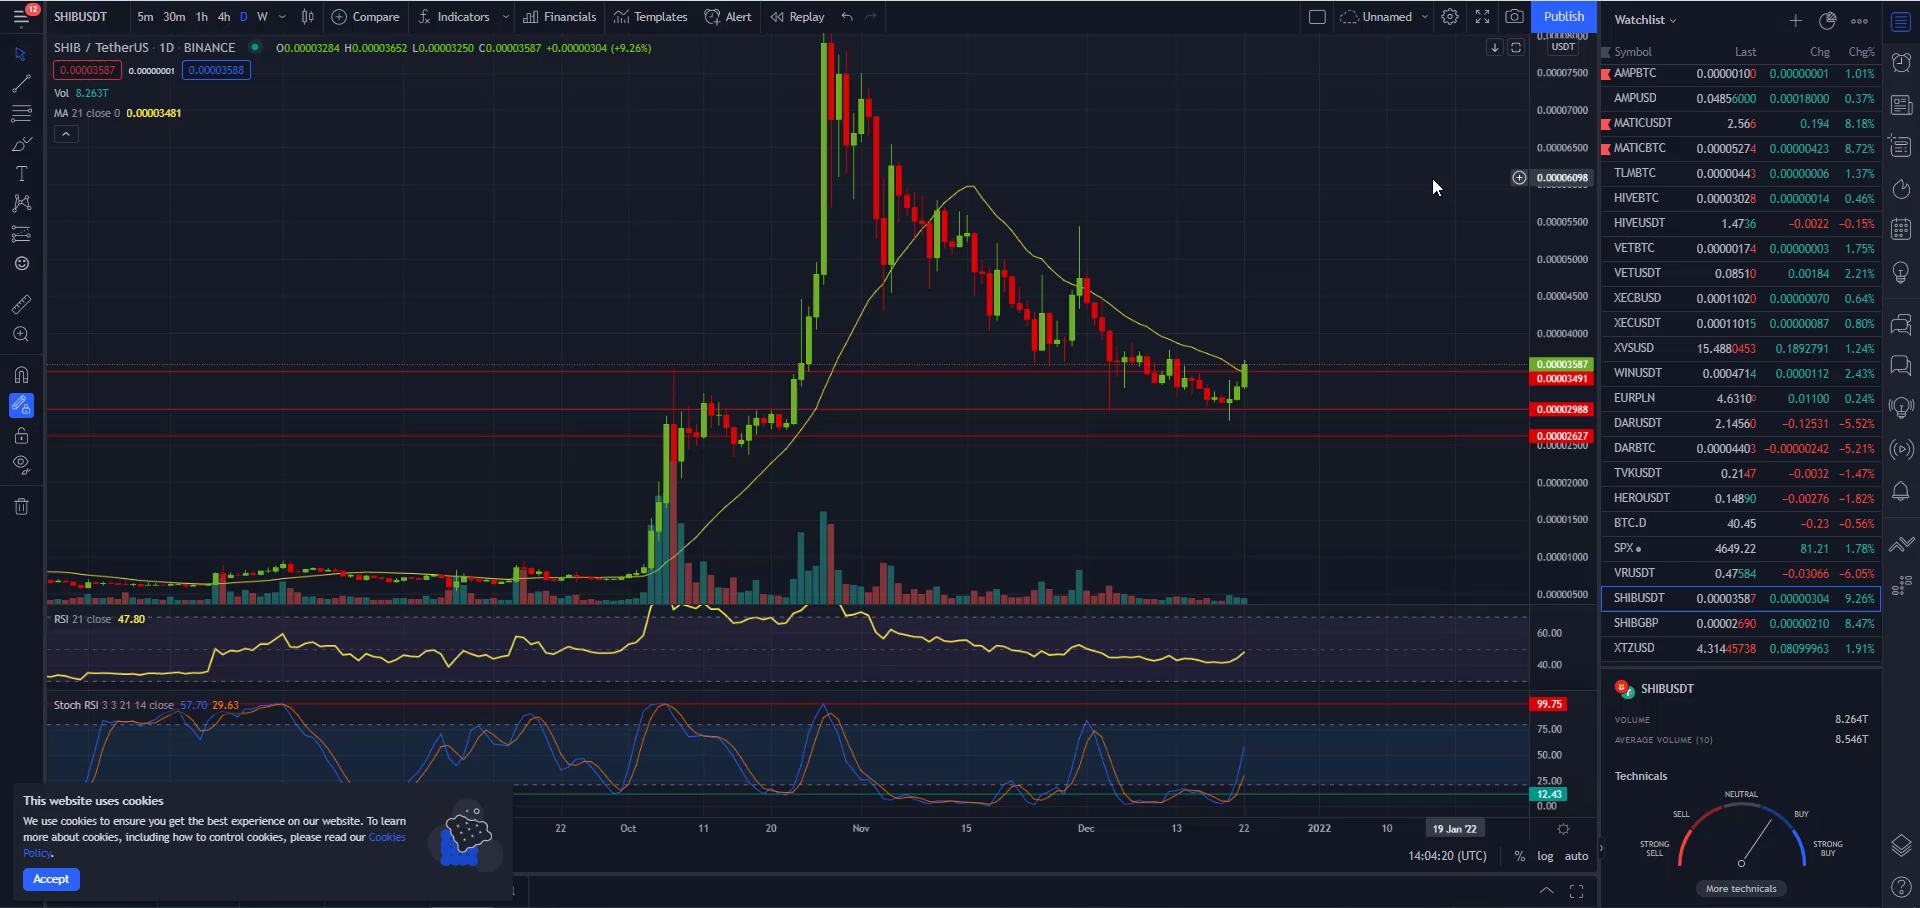 11
SHIBUSDT 5m 30m 1h 4h D W Compare Indicators Financials Templates Alert Replay Unnamed Publish
SHIB / TetherUS 1D BINANCE O0.00003284 H0.00003652 L0.00003250 C0.00003587 +0.00000304 (+9.26%)
0.00003587 0.00000001 0.00003588
Vol 8.263T
MA 21 close 0 0.00003481
0.00008000
USDT
0.00007500
0.00007000
0.00006500
0.00006098
0.00005500
0.00005000
0.00004500
0.00004000
0.00003587
0.00003491
0.00002988
0.00002627
0.00002500
0.00002000
0.00001500
0.00001000
0.00000500
RSI 21 close 47.80
60.00
40.00
Stoch RSI 3 3 21 14 close 57.70 29.63
99.75
75.00
50.00
25.00
12.43
0.00
22 Oct 11 20 Nov 15 Dec 13 22 2022 10 19 Jan '22
14:04:20 (UTC) % log auto
This website uses cookies
We use cookies to ensure you get the best experience on our website. To learn
more about cookies, including how to control cookies, please read our Cookies
Policy.
Accept
Watchlist
Symbol Last Chg Chg%
AMPBTC 0.00000100 0.00000001 1.01%
AMPUSD 0.04856000 0.00018000 0.37%
MATICUSDT 2.566 0.194 8.18%
MATICBTC 0.00005274 0.00000423 8.72%
TLMBTC 0.00000443 0.00000006 1.37%
HIVEBTC 0.00003028 0.00000014 0.46%
HIVEUSDT 1.4736 −0.0022 −0.15%
VETBTC 0.00000174 0.00000003 1.75%
VETUSDT 0.08510 0.00184 2.21%
XECBUSD 0.00011020 0.00000070 0.64%
XECUSDT 0.00011015 0.00000087 0.80%
XVSUSD 15.4880453 0.1892791 1.24%
WINUSDT 0.0004714 0.0000112 2.43%
EURPLN 4.6310⁰ 0.01100 0.24%
DARUSDT 2.14560 −0.12531 −5.52%
DARBTC 0.00004403 −0.00000242 −5.21%
TVKUSDT 0.2147 −0.0032 −1.47%
HEROUSDT 0.14890 −0.00276 −1.82%
BTC.D 40.45 −0.23 −0.56%
SPX 4649.22 81.21 1.78%
VRUSDT 0.47584 −0.03066 −6.05%
SHIBUSDT 0.00003587 0.00000304 9.26%
SHIBGBP 0.00002690 0.00000210 8.47%
XTZUSD 4.31445738 0.08099963 1.91%
SHIBUSDT
VOLUME 8.264T
AVERAGE VOLUME (10) 8.546T
Technicals
NEUTRAL
SELL BUY
STRONG SELL STRONG BUY
More technicals